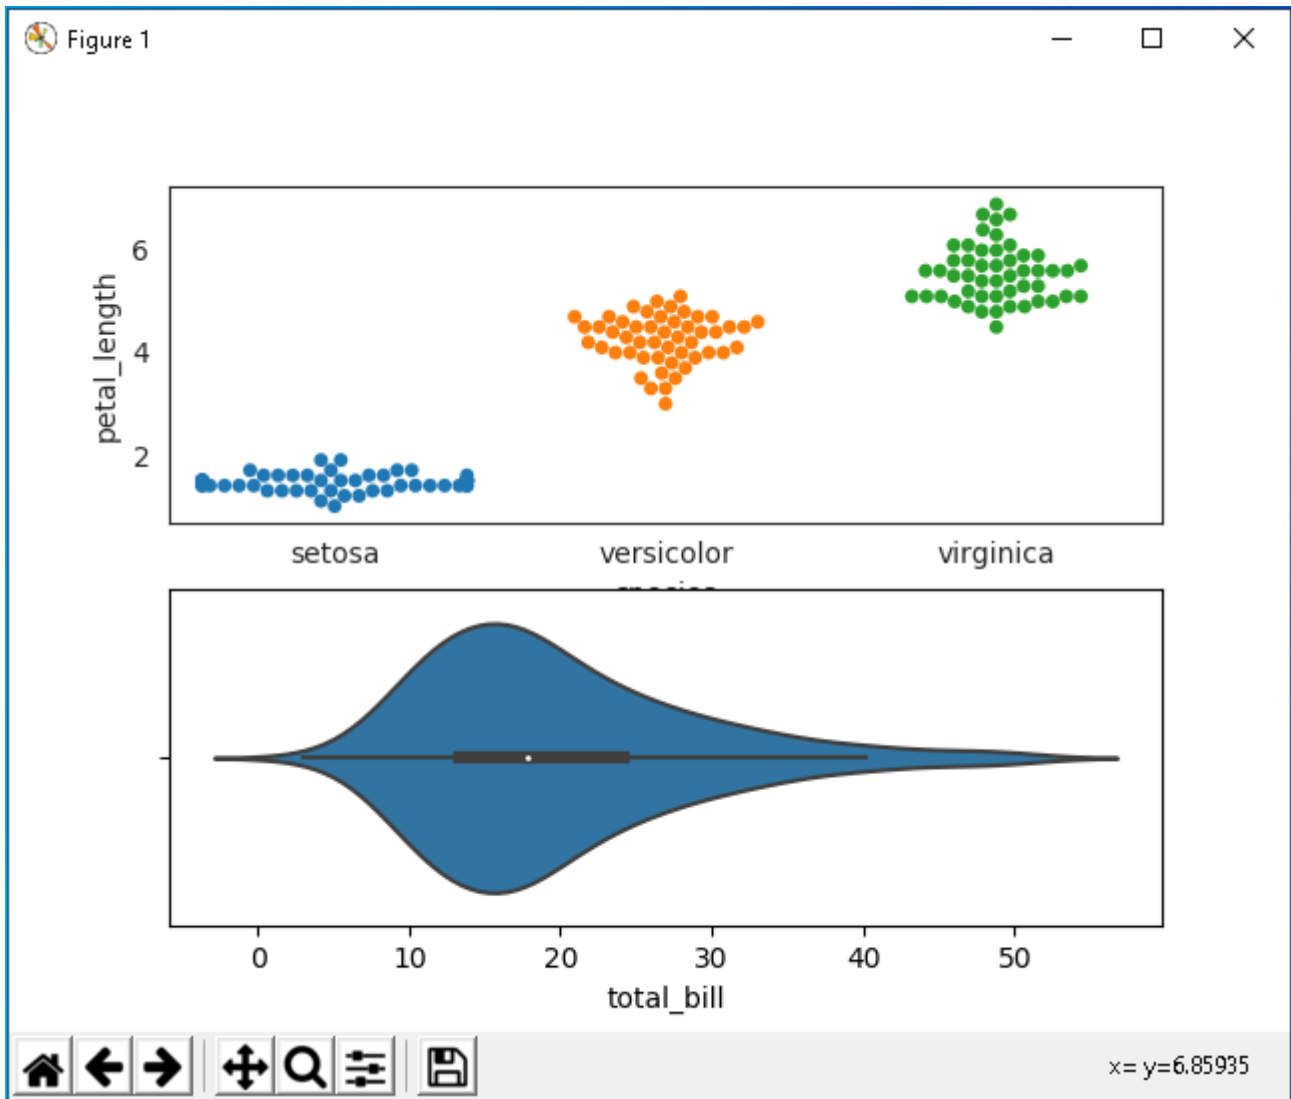 Figure 1
6
4
2
petal_length
setosa versicolor virginica
0 10 20 30 40 50
total_bill
x= y=6.85935